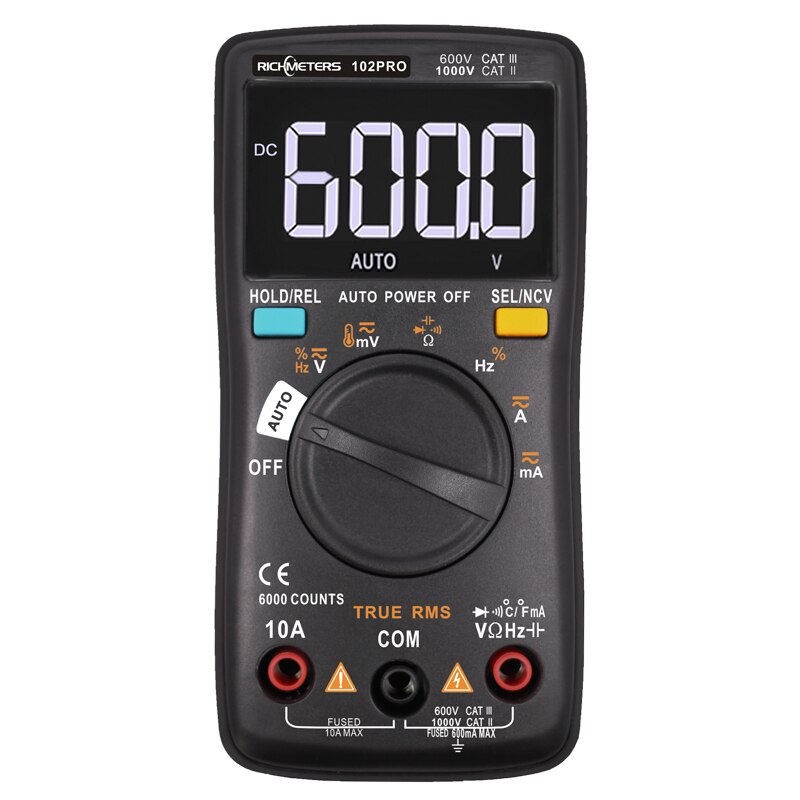 RICHMETERS 102PRO 600V CAT III
1000V CAT II
DC 600.0
AUTO V
HOLD/REL AUTO POWER OFF SEL/NCV
% Hz V
mV
Ω
Hz %
A
mA
AUTO
OFF
CE
6000 COUNTS
TRUE RMS
°C/°F mA
10A
COM
VΩHz
FUSED
10A MAX
600V CAT III
1000V CAT II
FUSED 600mA MAX